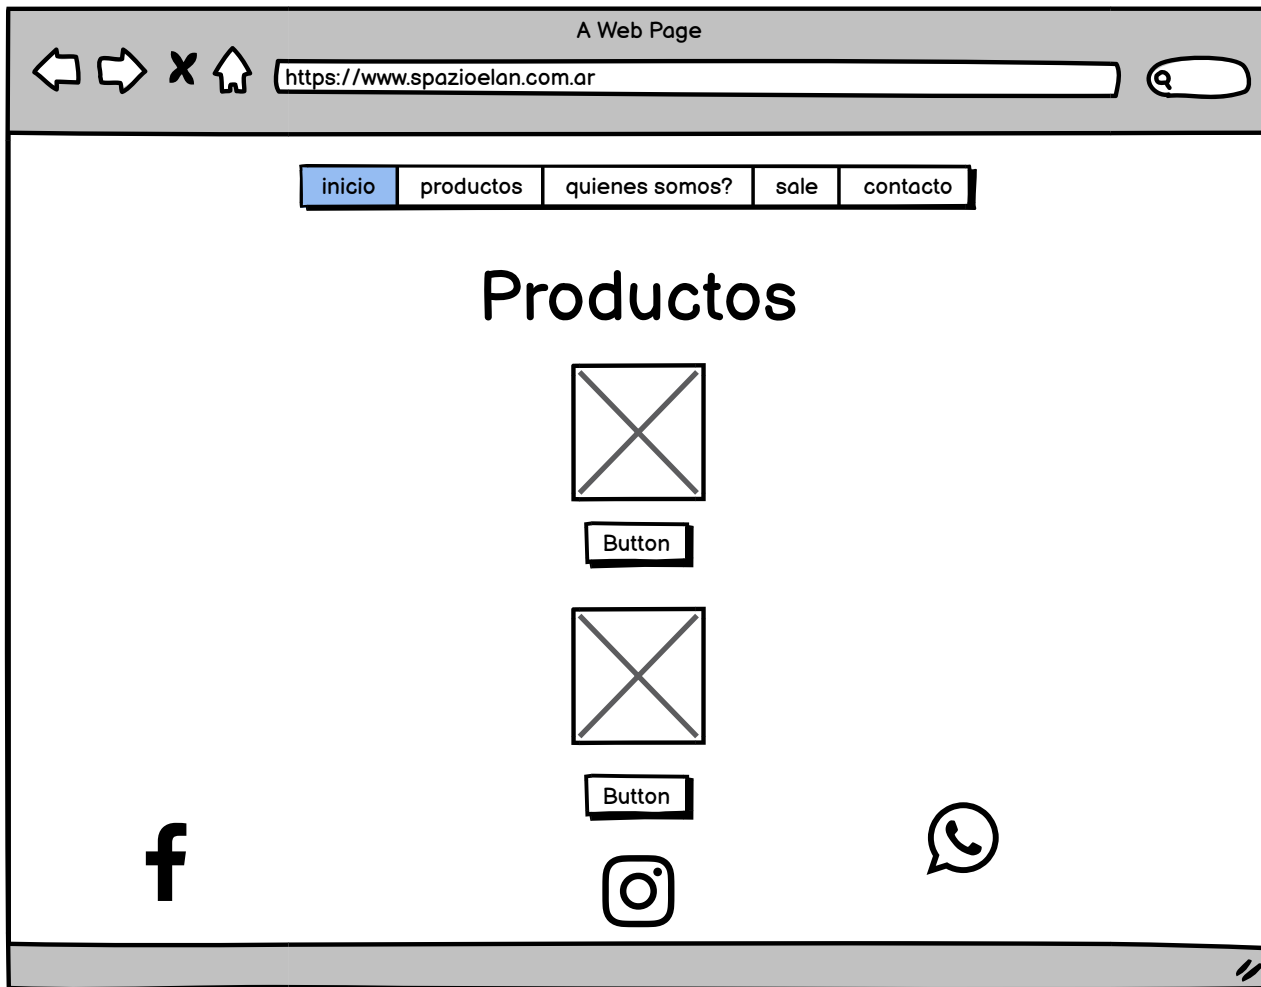 A Web Page
https://www.spazioelan.com.ar
inicio productos quienes somos? sale contacto
Productos
Button
Button